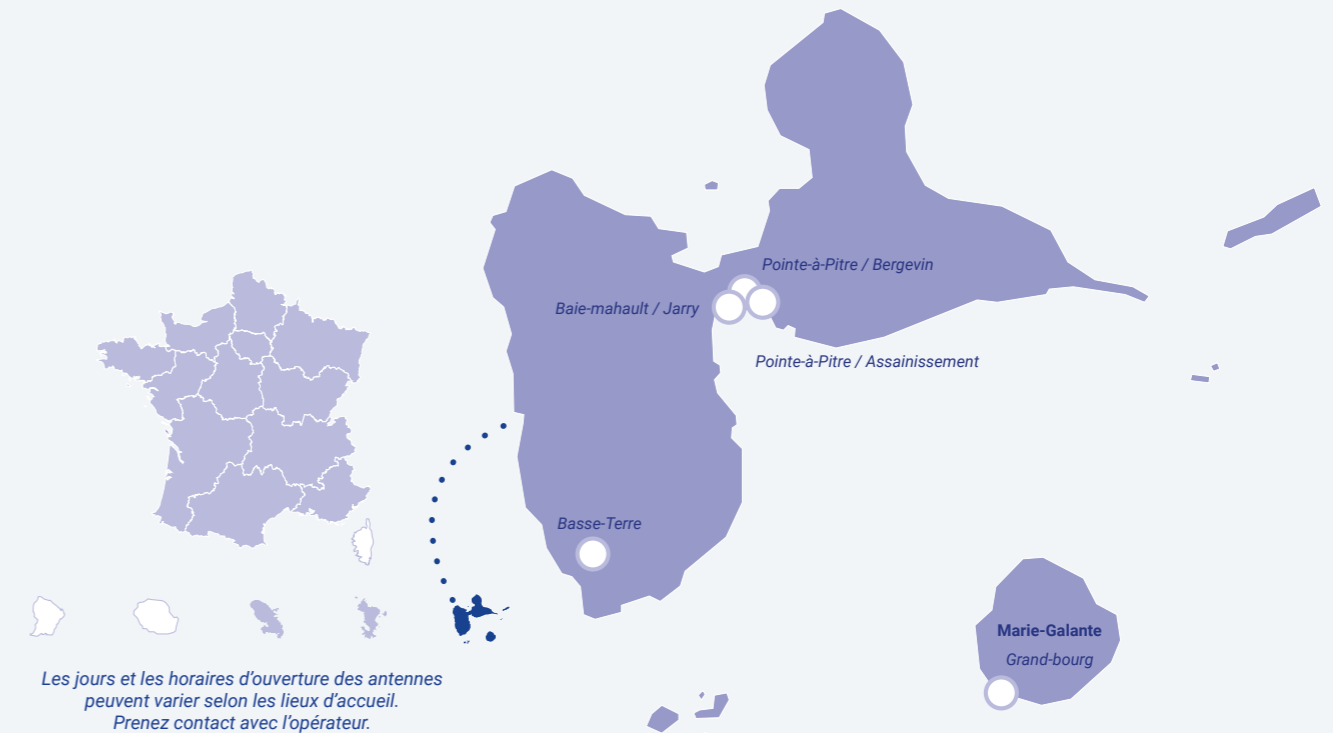 Pointe-à-Pitre / Bergevin
Baie-mahault / Jarry
Pointe-à-Pitre / Assainissement
Basse-Terre
Marie-Galante
Grand-bourg
Les jours et les horaires d’ouverture des antennes
peuvent varier selon les lieux d’accueil.
Prenez contact avec l’opérateur.